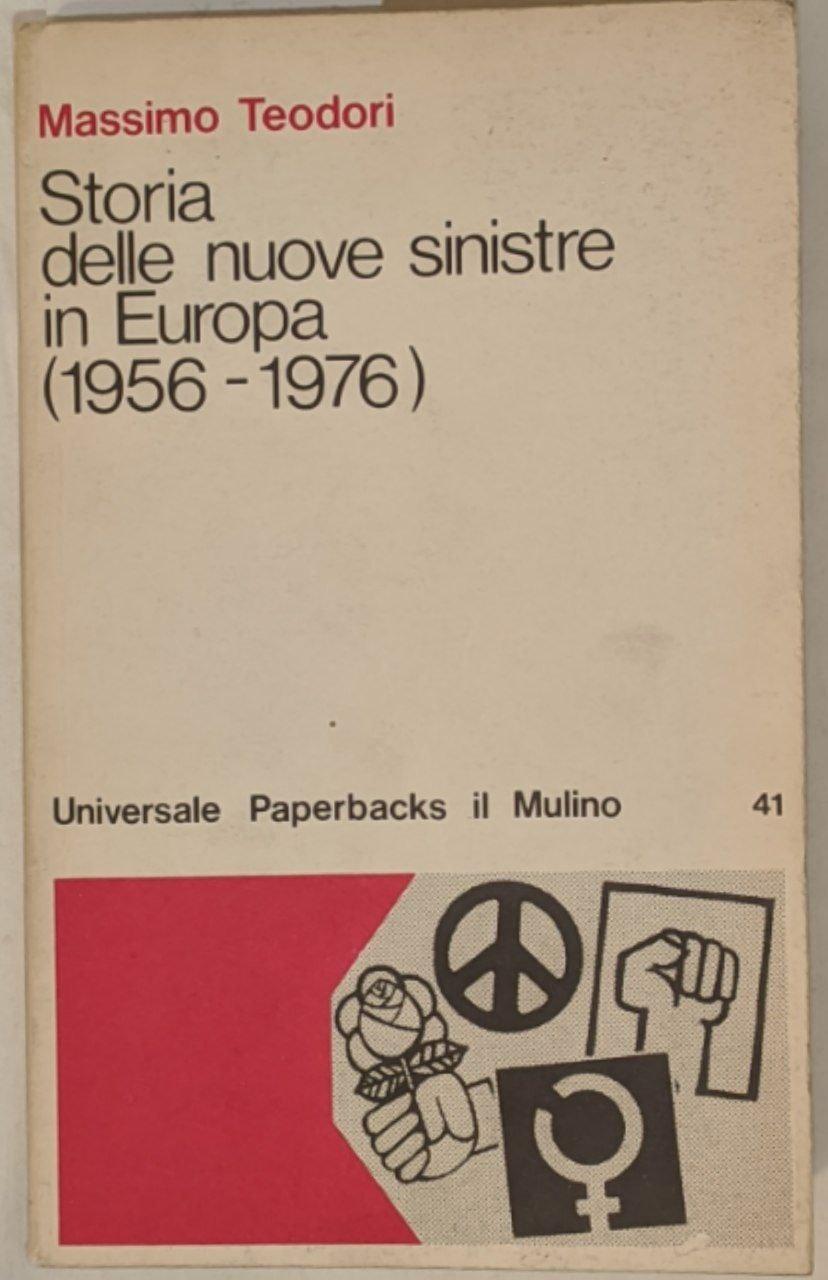 Massimo Teodori
Storia
delle nuove sinistre
in Europa
(1956-1976)
Universale Paperbacks il Mulino 41